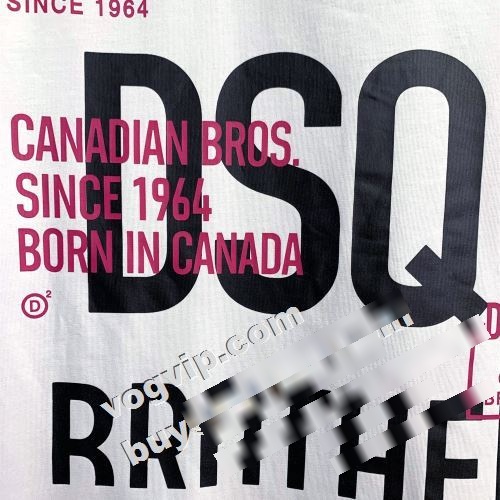 SINCE 1964
DSQ
CANADIAN BROS.
SINCE 1964
BORN IN CANADA
D2
vogvip.com
buy